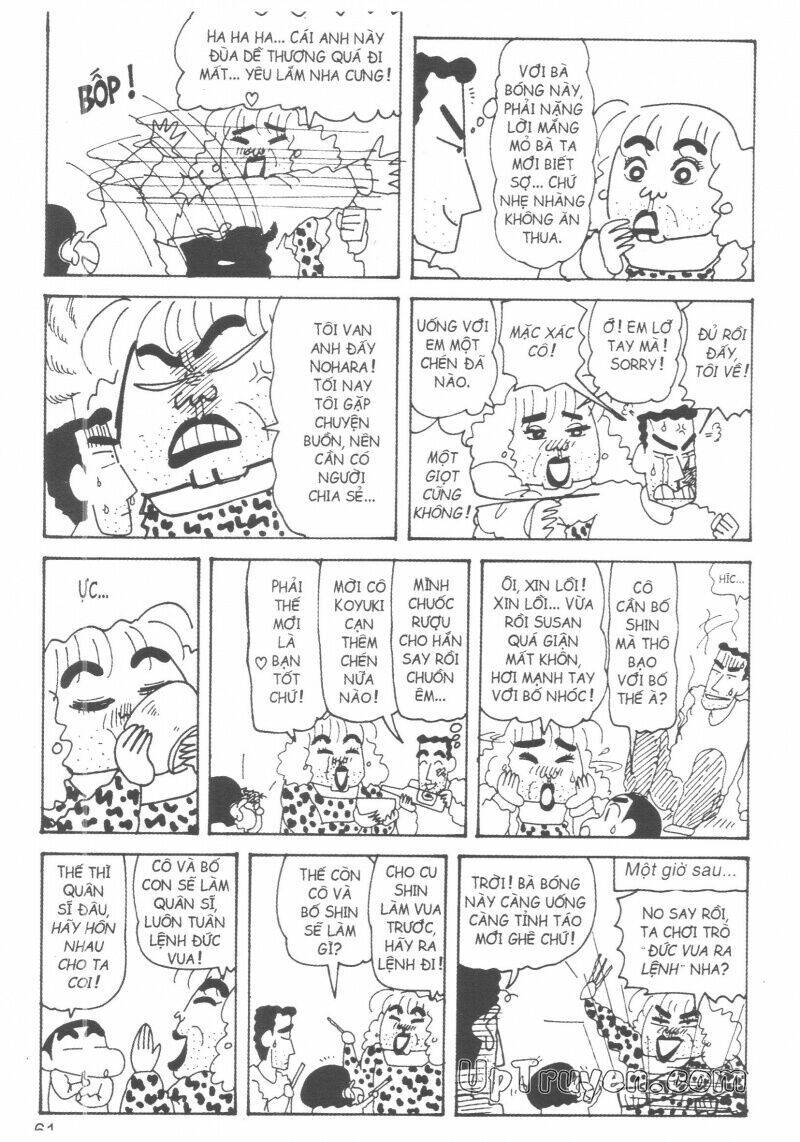 VỚI BÀ
BÓNG NÀY,
PHẢI NẶNG
LỜI MẮNG
MỎ BÀ TA
MỚI BIẾT
SỢ... CHỨ
NHẸ NHÀNG
KHÔNG ĂN
THUA.
HA HA HA... CÁI ANH NÀY
ĐÙA DỄ THƯƠNG QUÁ ĐI
MẤT... YÊU LẮM NHA CƯNG!
BỐP!
ĐỦ RỒI
ĐẤY,
TÔI VỀ!
Ớ! EM LỠ
TAY MÀ!
SORRY!
MẶC XÁC
CÔ!
UỐNG VỚI
EM MỘT
CHÉN ĐÃ
NÀO.
MỘT
GIỌT
CŨNG
KHÔNG!
TÔI VAN
ANH ĐẤY
NOHARA!
TỐI NAY
TÔI GẶP
CHUYỆN
BUỒN, NÊN
CẦN CÓ
NGƯỜI
CHIA SẺ...
HÍC...
CÔ
CẦN BỐ
SHIN
MÀ THÔ
BẠO
VỚI BỐ
THẾ À?
ÔI, XIN LỖI!
XIN LỖI... VỪA
RỒI SUSAN
QUÁ GIẬN
MẤT KHÔN,
HƠI MẠNH TAY
VỚI BỐ NHÓC!
MÌNH
CHUỐC
RƯỢU
CHO HẮN
SAY RỒI
CHUỒN
ÊM...
MỜI CÔ
KOYUKI
CẠN
THÊM
CHÉN
NỮA
NÀO!
PHẢI
THẾ
MỚI
LÀ
BẠN
TỐT
CHỨ!
ỰC...
Một giờ sau...
NO SAY RỒI,
TA CHƠI TRÒ
"ĐỨC VUA RA
LỆNH" NHA?
TRỜI! BÀ BÓNG
NÀY CÀNG UỐNG
CÀNG TỈNH TÁO
MỚI GHÊ CHỨ!
CHO CU
SHIN
LÀM VUA
TRƯỚC,
HÃY RA
LỆNH ĐI!
THẾ CÒN
CÔ VÀ
BỐ SHIN
SẼ LÀM
GÌ?
CÔ VÀ BỐ
CON SẼ LÀM
QUÂN SĨ,
LUÔN TUÂN
LỆNH ĐỨC
VUA!
THẾ THÌ
QUÂN
SĨ ĐÂU,
HÃY HÔN
NHAU
CHO TA
COI!
UpTruyen.com
61